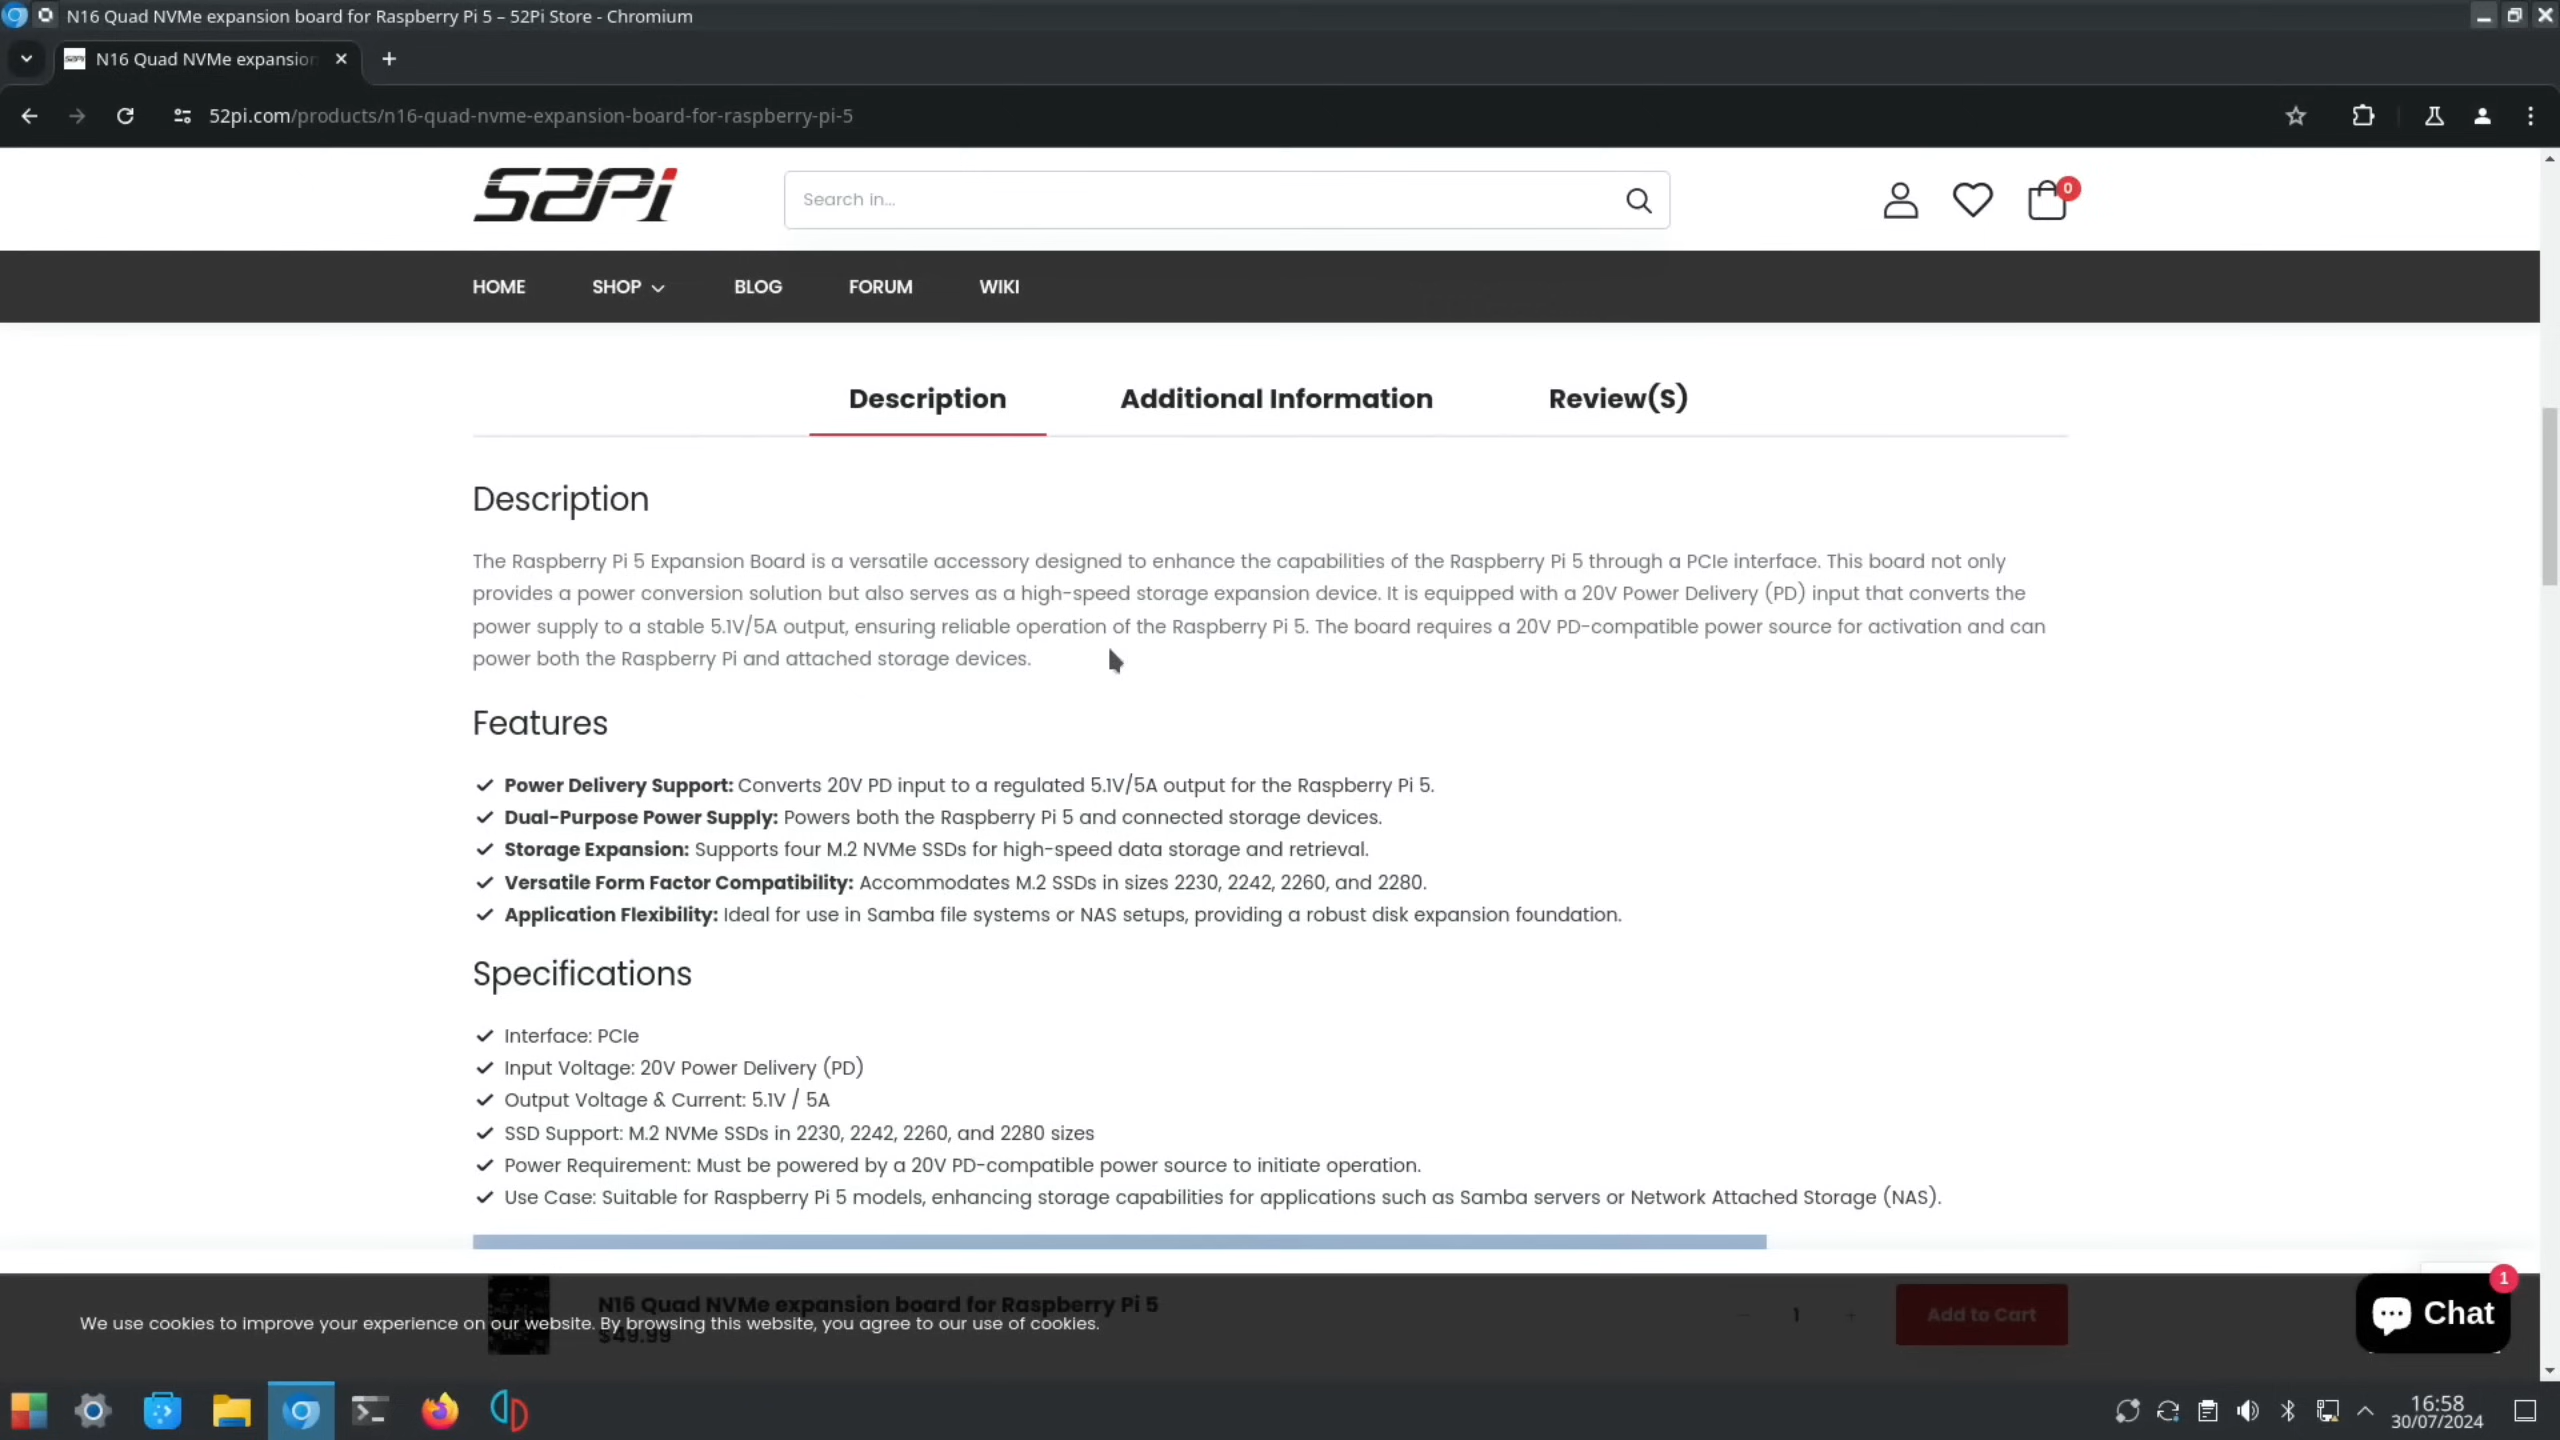 N16 Quad NVMe expansion board for Raspberry Pi 5 – 52Pi Store - Chromium
N16 Quad NVMe expansion
52pi.com/products/n16-quad-nvme-expansion-board-for-raspberry-pi-5
52Pi
Search In...
0
HOME SHOP BLOG FORUM WIKI
Description Additional Information Review(S)
Description
The Raspberry Pi 5 Expansion Board is a versatile accessory designed to enhance the capabilities of the Raspberry Pi 5 through a PCIe interface. This board not only
provides a power conversion solution but also serves as a high-speed storage expansion device. It is equipped with a 20V Power Delivery (PD) input that converts the
power supply to a stable 5.1V/5A output, ensuring reliable operation of the Raspberry Pi 5. The board requires a 20V PD-compatible power source for activation and can
power both the Raspberry Pi and attached storage devices.
Features
Power Delivery Support: Converts 20V PD input to a regulated 5.1V/5A output for the Raspberry Pi 5.
Dual-Purpose Power Supply: Powers both the Raspberry Pi 5 and connected storage devices.
Storage Expansion: Supports four M.2 NVMe SSDs for high-speed data storage and retrieval.
Versatile Form Factor Compatibility: Accommodates M.2 SSDs in sizes 2230, 2242, 2260, and 2280.
Application Flexibility: Ideal for use in Samba file systems or NAS setups, providing a robust disk expansion foundation.
Specifications
Interface: PCIe
Input Voltage: 20V Power Delivery (PD)
Output Voltage & Current: 5.1V / 5A
SSD Support: M.2 NVMe SSDs in 2230, 2242, 2260, and 2280 sizes
Power Requirement: Must be powered by a 20V PD-compatible power source to initiate operation.
Use Case: Suitable for Raspberry Pi 5 models, enhancing storage capabilities for applications such as Samba servers or Network Attached Storage (NAS).
N16 Quad NVMe expansion board for Raspberry Pi 5
We use cookies to improve your experience on our website. By browsing this website, you agree to our use of cookies.
$49.99
- 1 +
Add to Cart
1
Chat
16:58
30/07/2024